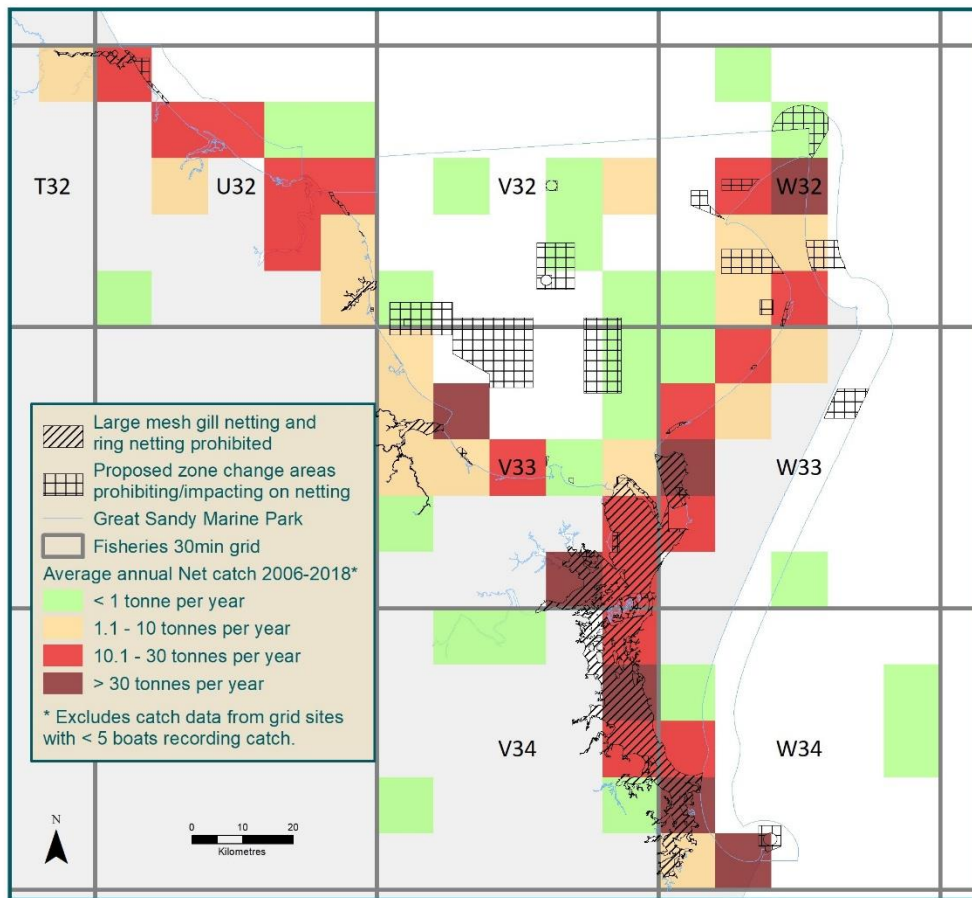 T32
U32
V32
W32
V33
W33
V34
W34
Large mesh gill netting and
ring netting prohibited
Proposed zone change areas
prohibiting/impacting on netting
Great Sandy Marine Park
Fisheries 30min grid
Average annual Net catch 2006-2018*
< 1 tonne per year
1.1 - 10 tonnes per year
10.1 - 30 tonnes per year
> 30 tonnes per year
* Excludes catch data from grid sites
with < 5 boats recording catch.
N
0 10 20
Kilometres